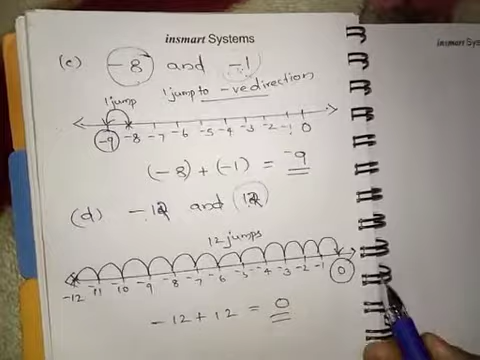 insmart Systems
insmart Syst
(c) -8 and -1
1 jump to -ve direction
1 jump
-9 -8 -7 -6 -5 -4 -3 -2 -1 0
(-8) + (-1) = -9
(d) -12 and 12
12 jumps
-12 -11 -10 -9 -8 -7 -6 -5 -4 -3 -2 -1 0
-12 + 12 = 0